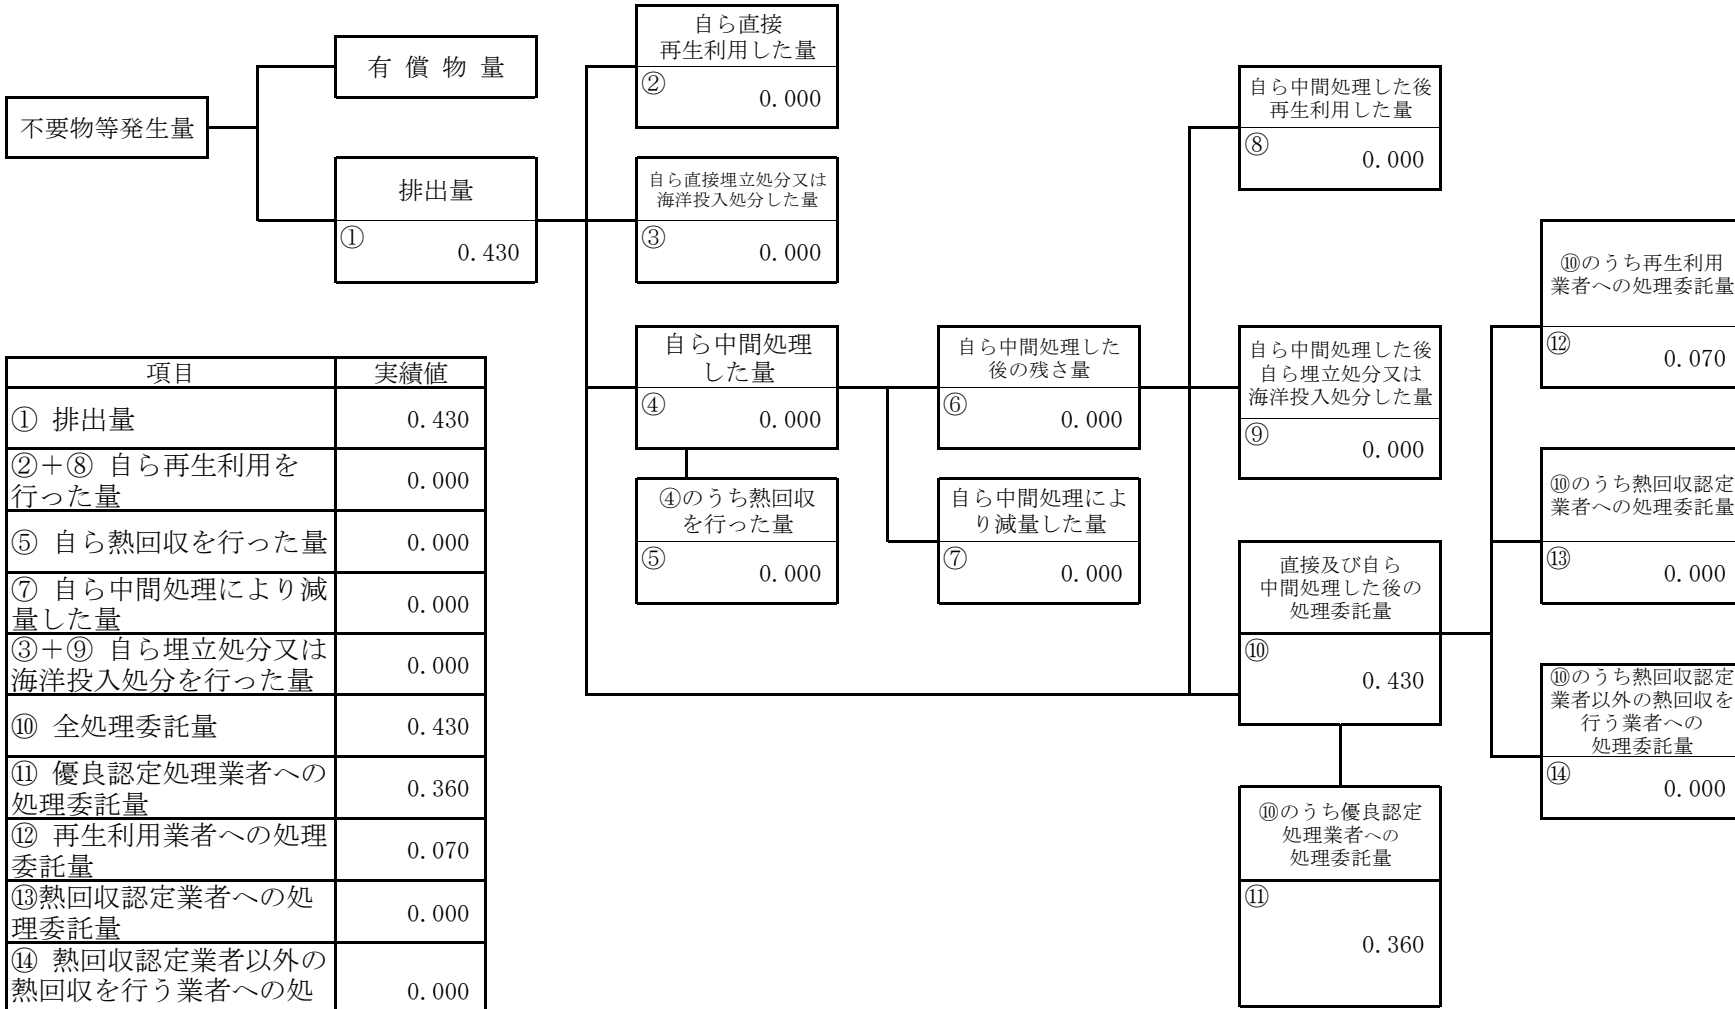 不要物等発生量
有 償 物 量
排出量
① 0.430
自ら直接
再生利用した量
② 0.000
自ら直接埋立処分又は
海洋投入処分した量
③ 0.000
自ら中間処理
した量
④ 0.000
④のうち熱回収
を行った量
⑤ 0.000
自ら中間処理した
後の残さ量
⑥ 0.000
自ら中間処理によ
り減量した量
⑦ 0.000
自ら中間処理した後
再生利用した量
⑧ 0.000
自ら中間処理した後
自ら埋立処分又は
海洋投入処分した量
⑨ 0.000
直接及び自ら
中間処理した後の
処理委託量
⑩ 0.430
⑩のうち優良認定
処理業者への
処理委託量
⑪ 0.360
⑩のうち再生利用
業者への処理委託量
⑫ 0.070
⑩のうち熱回収認定
業者への処理委託量
⑬ 0.000
⑩のうち熱回収認定
業者以外の熱回収を
行う業者への
処理委託量
⑭ 0.000
項目 実績値
① 排出量 0.430
②＋⑧ 自ら再生利用を
行った量 0.000
⑤ 自ら熱回収を行った量 0.000
⑦ 自ら中間処理により減
量した量 0.000
③＋⑨ 自ら埋立処分又は
海洋投入処分を行った量 0.000
⑩ 全処理委託量 0.430
⑪ 優良認定処理業者への
処理委託量 0.360
⑫ 再生利用業者への処理
委託量 0.070
⑬熱回収認定業者への処
理委託量 0.000
⑭ 熱回収認定業者以外の
熱回収を行う業者への処 0.000